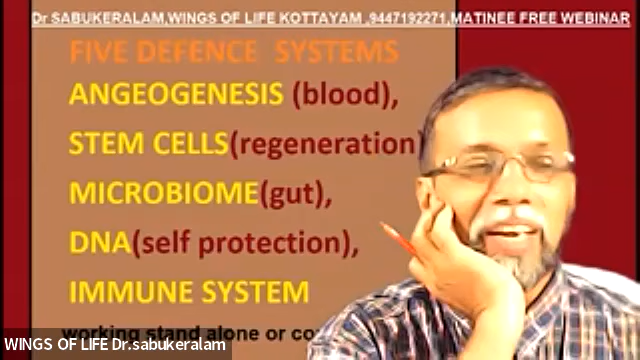 Dr SABUKERALAM,WINGS OF LIFE KOTTAYAM ,9447192271,MATINEE FREE WEBINAR
FIVE DEFENCE SYSTEMS
ANGEOGENESIS (blood),
STEM CELLS(regeneration)
MICROBIOME(gut),
DNA(self protection),
IMMUNE SYSTEM
working stand alone or
WINGS OF LIFE Dr.sabukeralam